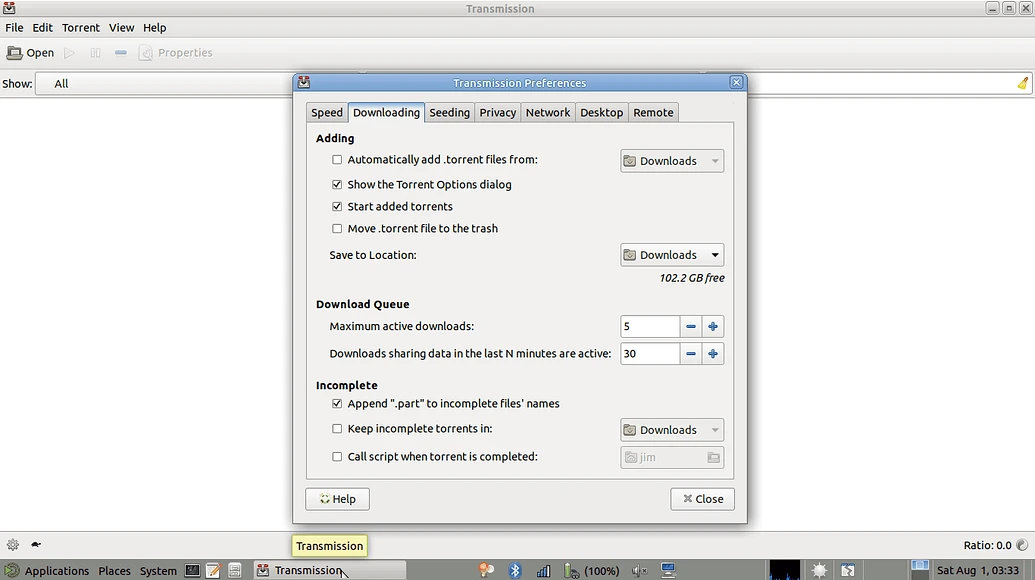 Transmission
File Edit Torrent View Help
Open Properties
Show: All
Transmission Preferences
Speed Downloading Seeding Privacy Network Desktop Remote
Adding
Automatically add .torrent files from: Downloads
Show the Torrent Options dialog
Start added torrents
Move .torrent file to the trash
Save to Location: Downloads
102.2 GB free
Download Queue
Maximum active downloads: 5
Downloads sharing data in the last N minutes are active: 30
Incomplete
Append ".part" to incomplete files' names
Keep incomplete torrents in: Downloads
Call script when torrent is completed: jim
Help Close
Transmission
Ratio: 0.0
Applications Places System Transmission (100%) Sat Aug 1, 03:33